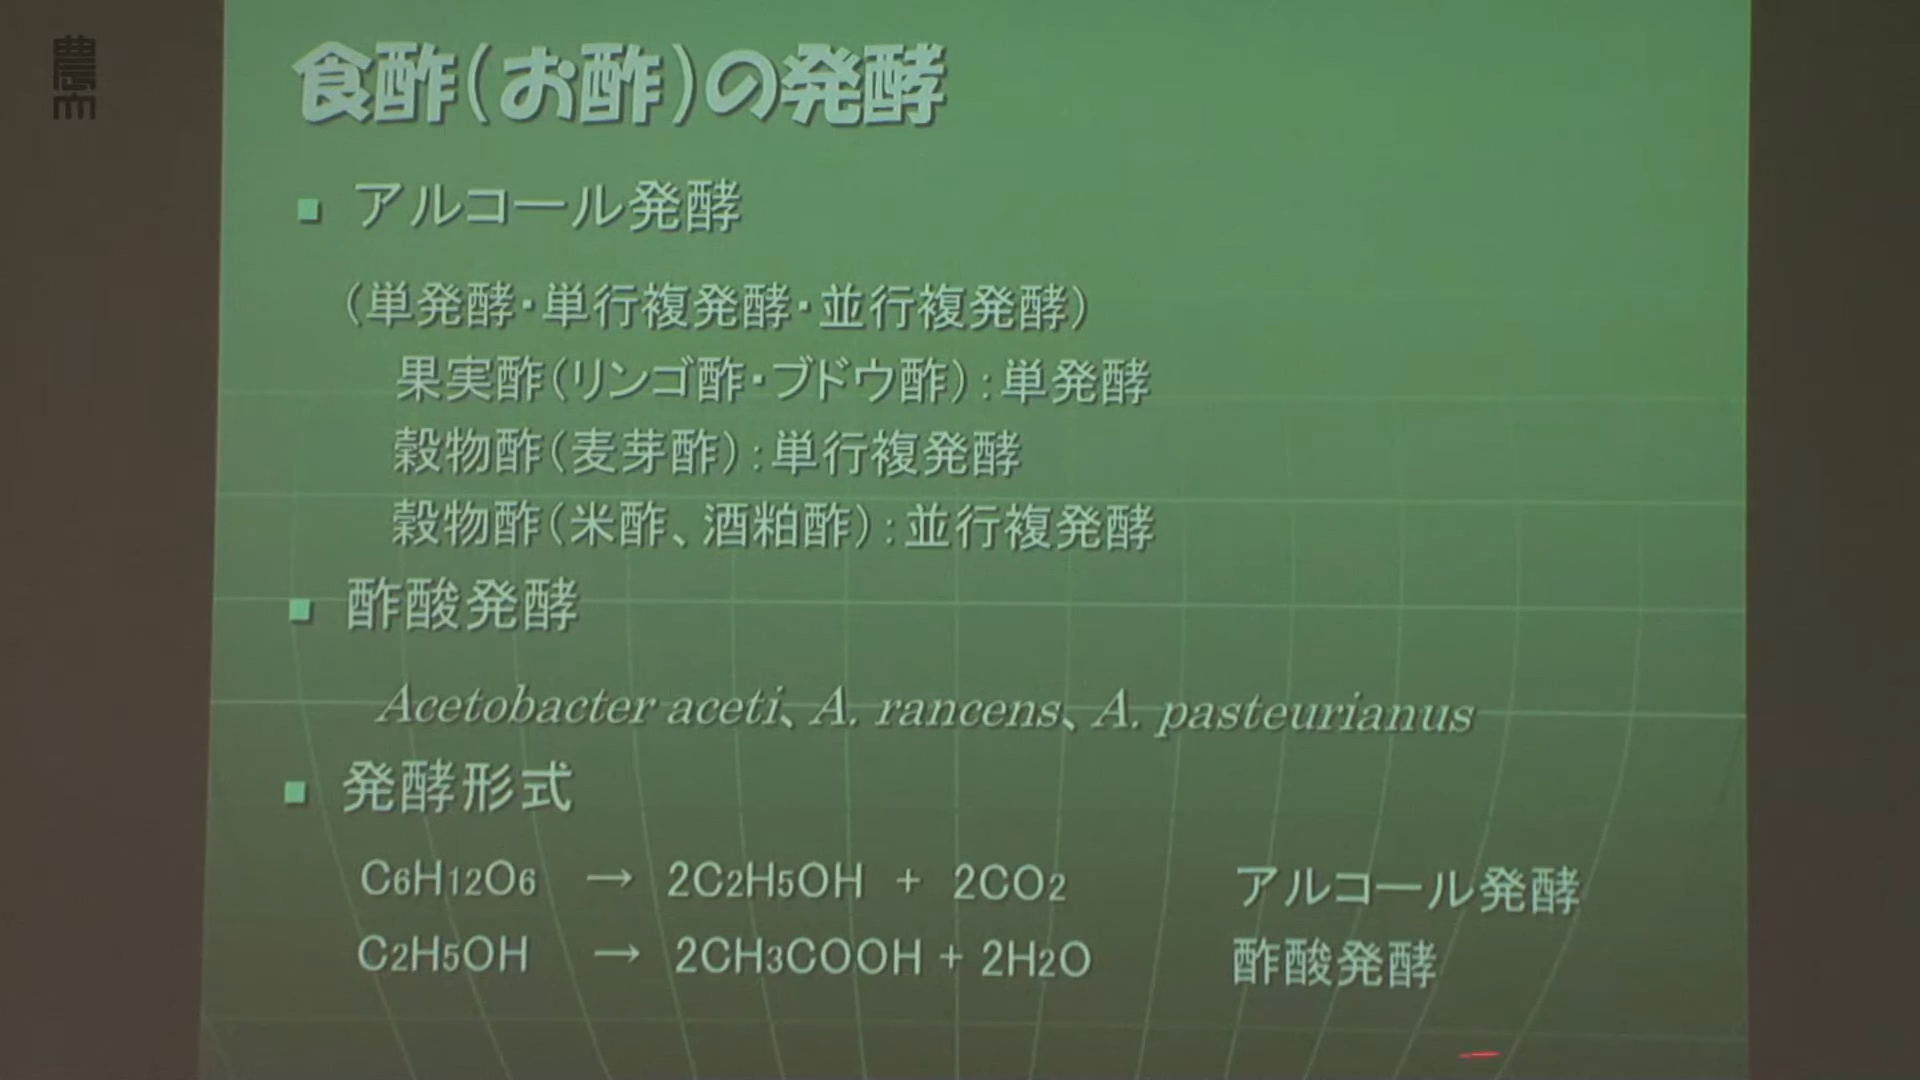 農大
食酢(お酢)の発酵
■ アルコール発酵
(単発酵・単行複発酵・並行複発酵)
果実酢(リンゴ酢・ブドウ酢):単発酵
穀物酢(麦芽酢):単行複発酵
穀物酢(米酢、酒粕酢):並行複発酵
■ 酢酸発酵
Acetobacter aceti、A. rancens、A. pasteurianus
■ 発酵形式
C6H12O6 → 2C2H5OH + 2CO2 アルコール発酵
C2H5OH → 2CH3COOH + 2H2O 酢酸発酵